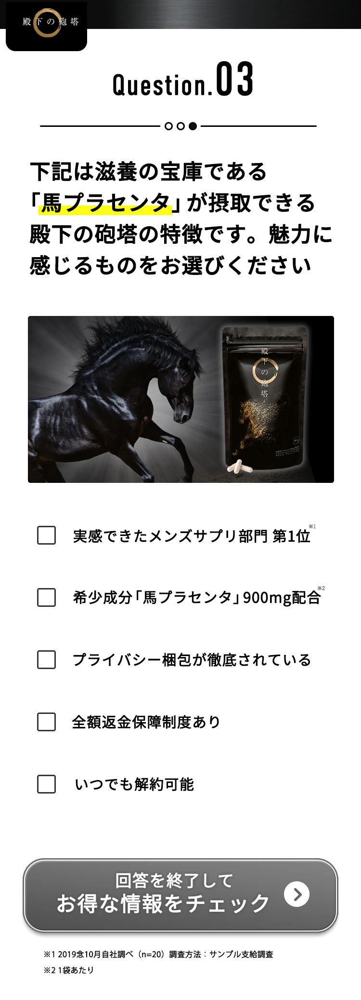 殿下の砲塔
Question.03
下記は滋養の宝庫である
「馬プラセンタ」が摂取できる
殿下の砲塔の特徴です。魅力に
感じるものをお選びください
殿下の砲塔
HORSE PLACENTA
実感できたメンズサプリ部門 第1位※1
希少成分「馬プラセンタ」900mg配合※2
プライバシー梱包が徹底されている
全額返金保障制度あり
いつでも解約可能
回答を終了して
お得な情報をチェック
※1 2019念10月自社調べ（n=20）調査方法：サンプル支給調査
※2 1袋あたり